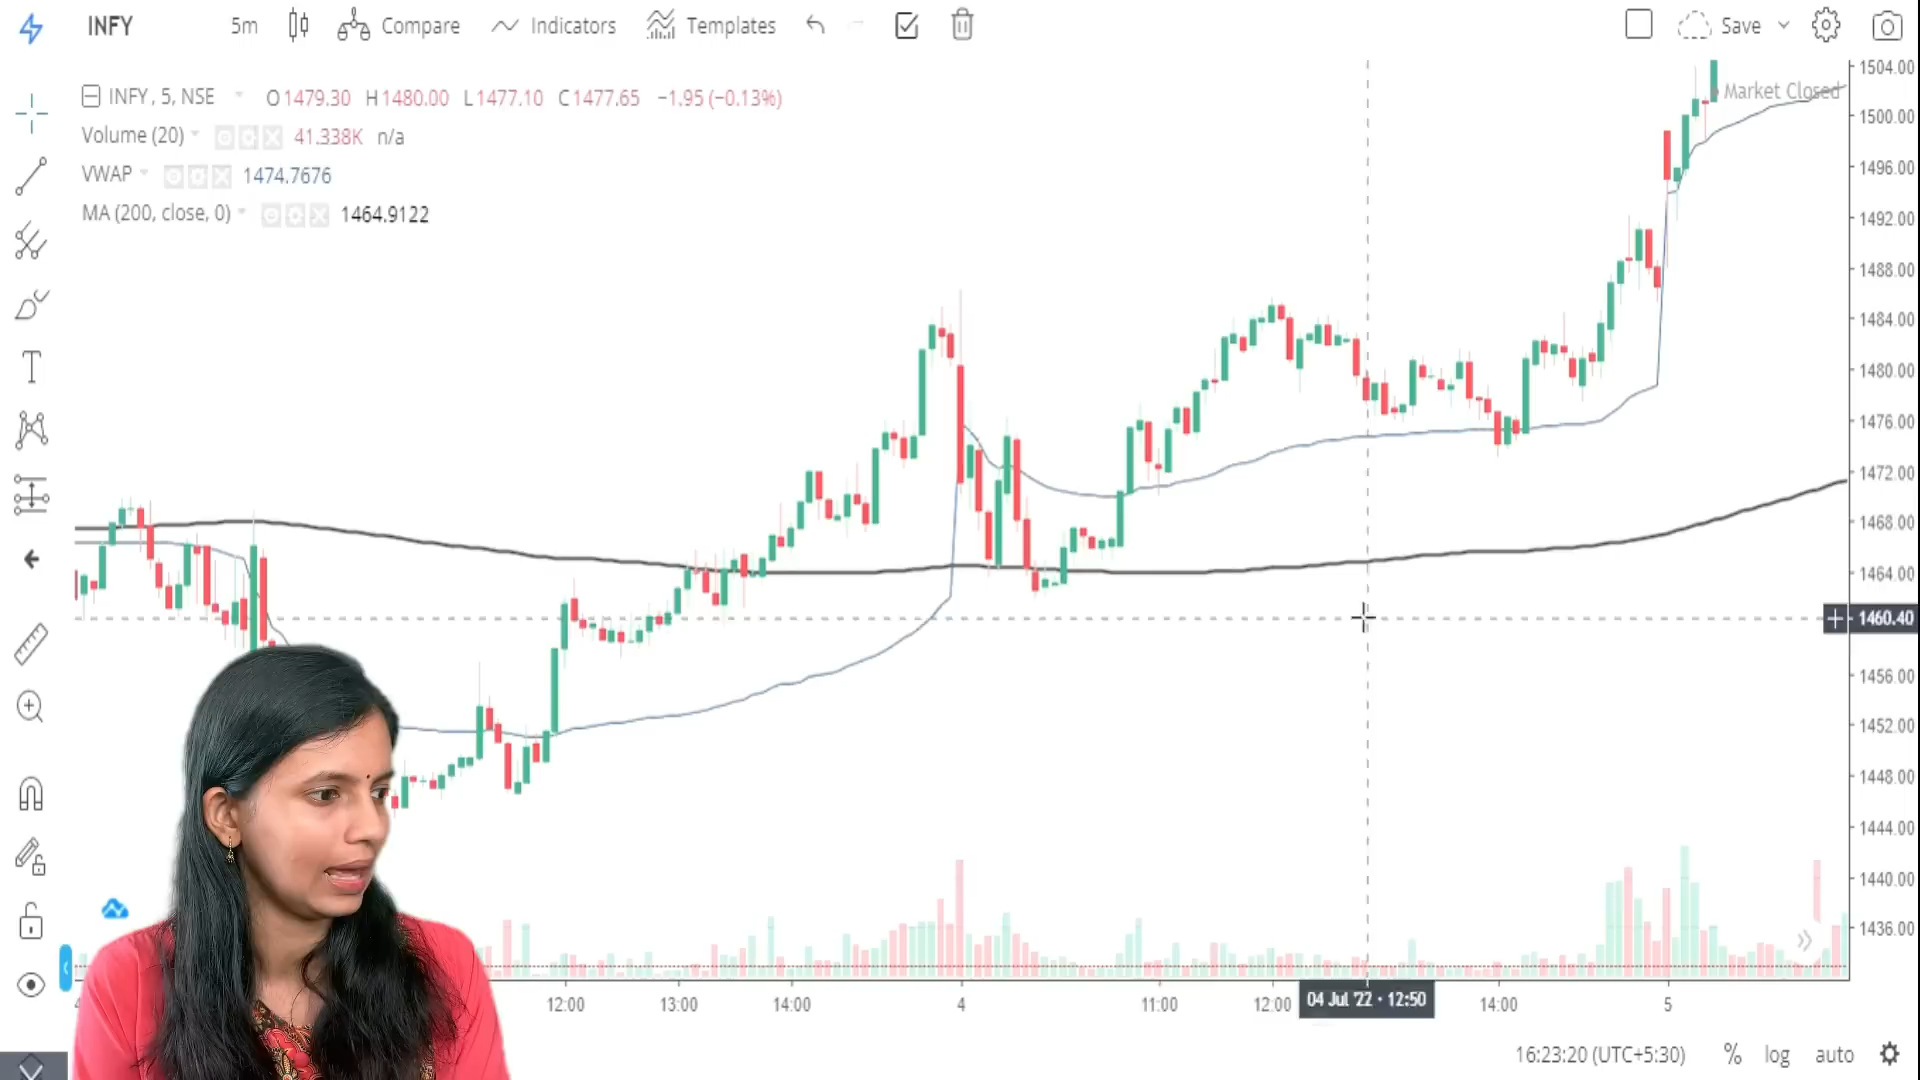 INFY 5m Compare Indicators Templates Save
INFY, 5, NSE O1479.30 H1480.00 L1477.10 C1477.65 −1.95 (−0.13%)
Volume (20) 41.338K n/a
VWAP 1474.7676
MA (200, close, 0) 1464.9122
Market Closed
1504.00
1500.00
1496.00
1492.00
1488.00
1484.00
1480.00
1476.00
1472.00
1468.00
1464.00
1460.40
1456.00
1452.00
1448.00
1444.00
1440.00
1436.00
12:00 13:00 14:00 4 11:00 12:00 04 Jul '22 • 12:50 14:00 5
16:23:20 (UTC+5:30) % log auto